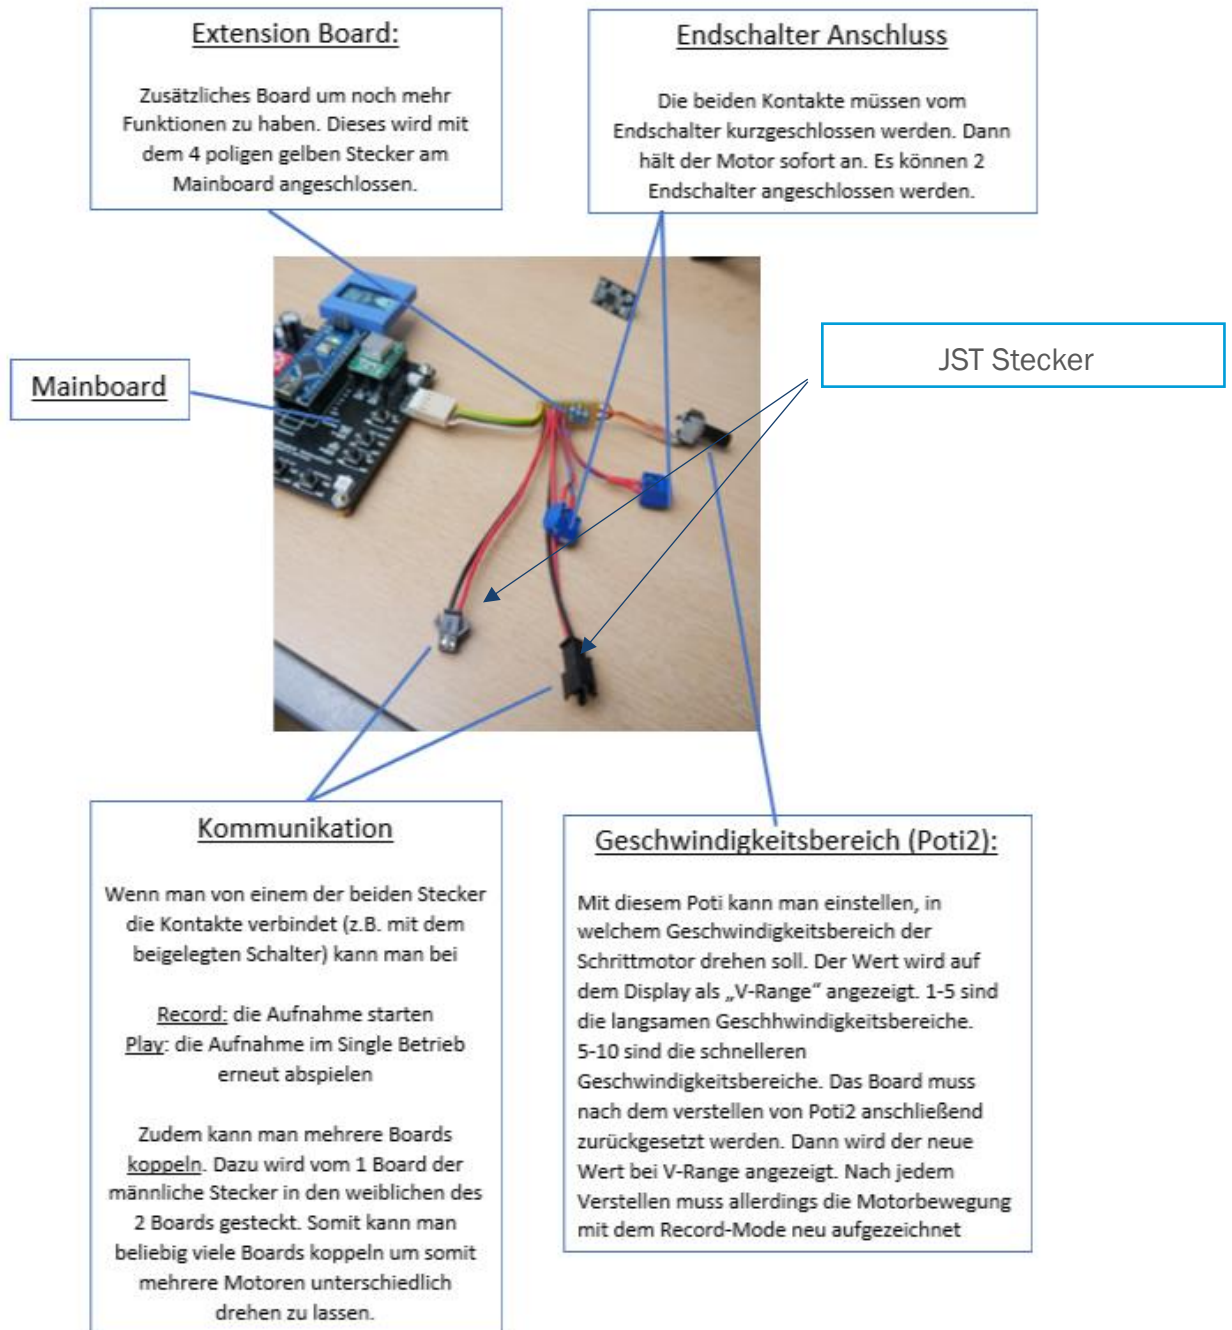 Extension Board:
Zusätzliches Board um noch mehr
Funktionen zu haben. Dieses wird mit
dem 4 poligen gelben Stecker am
Mainboard angeschlossen.
Endschalter Anschluss
Die beiden Kontakte müssen vom
Endschalter kurzgeschlossen werden. Dann
hält der Motor sofort an. Es können 2
Endschalter angeschlossen werden.
JST Stecker
Mainboard
Kommunikation
Wenn man von einem der beiden Stecker
die Kontakte verbindet (z.B. mit dem
beigelegten Schalter) kann man bei
Record: die Aufnahme starten
Play: die Aufnahme im Single Betrieb
erneut abspielen
Zudem kann man mehrere Boards
koppeln. Dazu wird vom 1 Board der
männliche Stecker in den weiblichen des
2 Boards gesteckt. Somit kann man
beliebig viele Boards koppeln um somit
mehrere Motoren unterschiedlich
drehen zu lassen.
Geschwindigkeitsbereich (Poti2):
Mit diesem Poti kann man einstellen, in
welchem Geschwindigkeitsbereich der
Schrittmotor drehen soll. Der Wert wird auf
dem Display als „V-Range“ angezeigt. 1-5 sind
die langsamen Geschhwindigkeitsbereiche.
5-10 sind die schnelleren
Geschwindigkeitsbereiche. Das Board muss
nach dem verstellen von Poti2 anschließend
zurückgesetzt werden. Dann wird der neue
Wert bei V-Range angezeigt. Nach jedem
Verstellen muss allerdings die Motorbewegung
mit dem Record-Mode neu aufgezeichnet